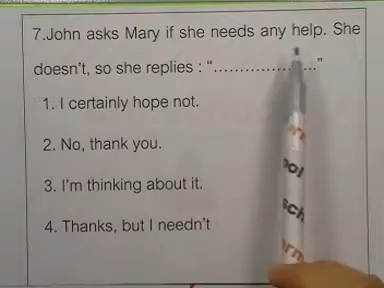 7.John asks Mary if she needs any help. She
doesn't, so she replies : "......................"
1. I certainly hope not.
2. No, thank you.
3. I'm thinking about it.
4. Thanks, but I needn't